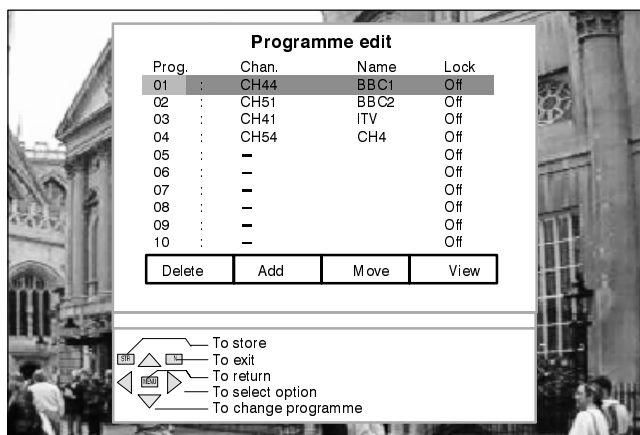 Programme edit
Prog. Chan. Name Lock
01 : CH44 BBC1 Off
02 : CH51 BBC2 Off
03 : CH41 ITV Off
04 : CH54 CH4 Off
05 : – Off
06 : – Off
07 : – Off
08 : – Off
09 : – Off
10 : – Off
Delete Add Move View
To store
STR N To exit
MENU To return
To select option
To change programme